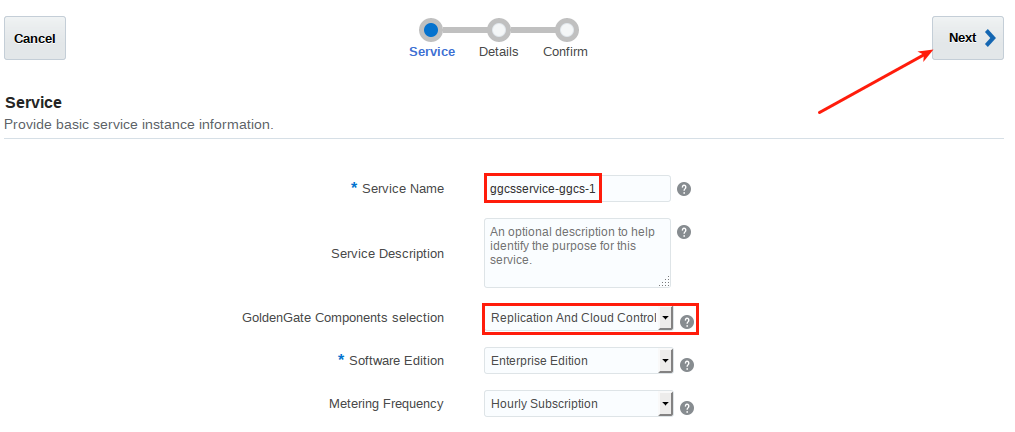 Cancel
Next
Service
Details
Confirm
Service
Provide basic service instance information.
* Service Name
ggcsservice-ggcs-1
?
Service Description
An optional description to help
identify the purpose for this
service.
?
GoldenGate Components selection
Replication And Cloud Control
?
* Software Edition
Enterprise Edition
?
Metering Frequency
Hourly Subscription
?